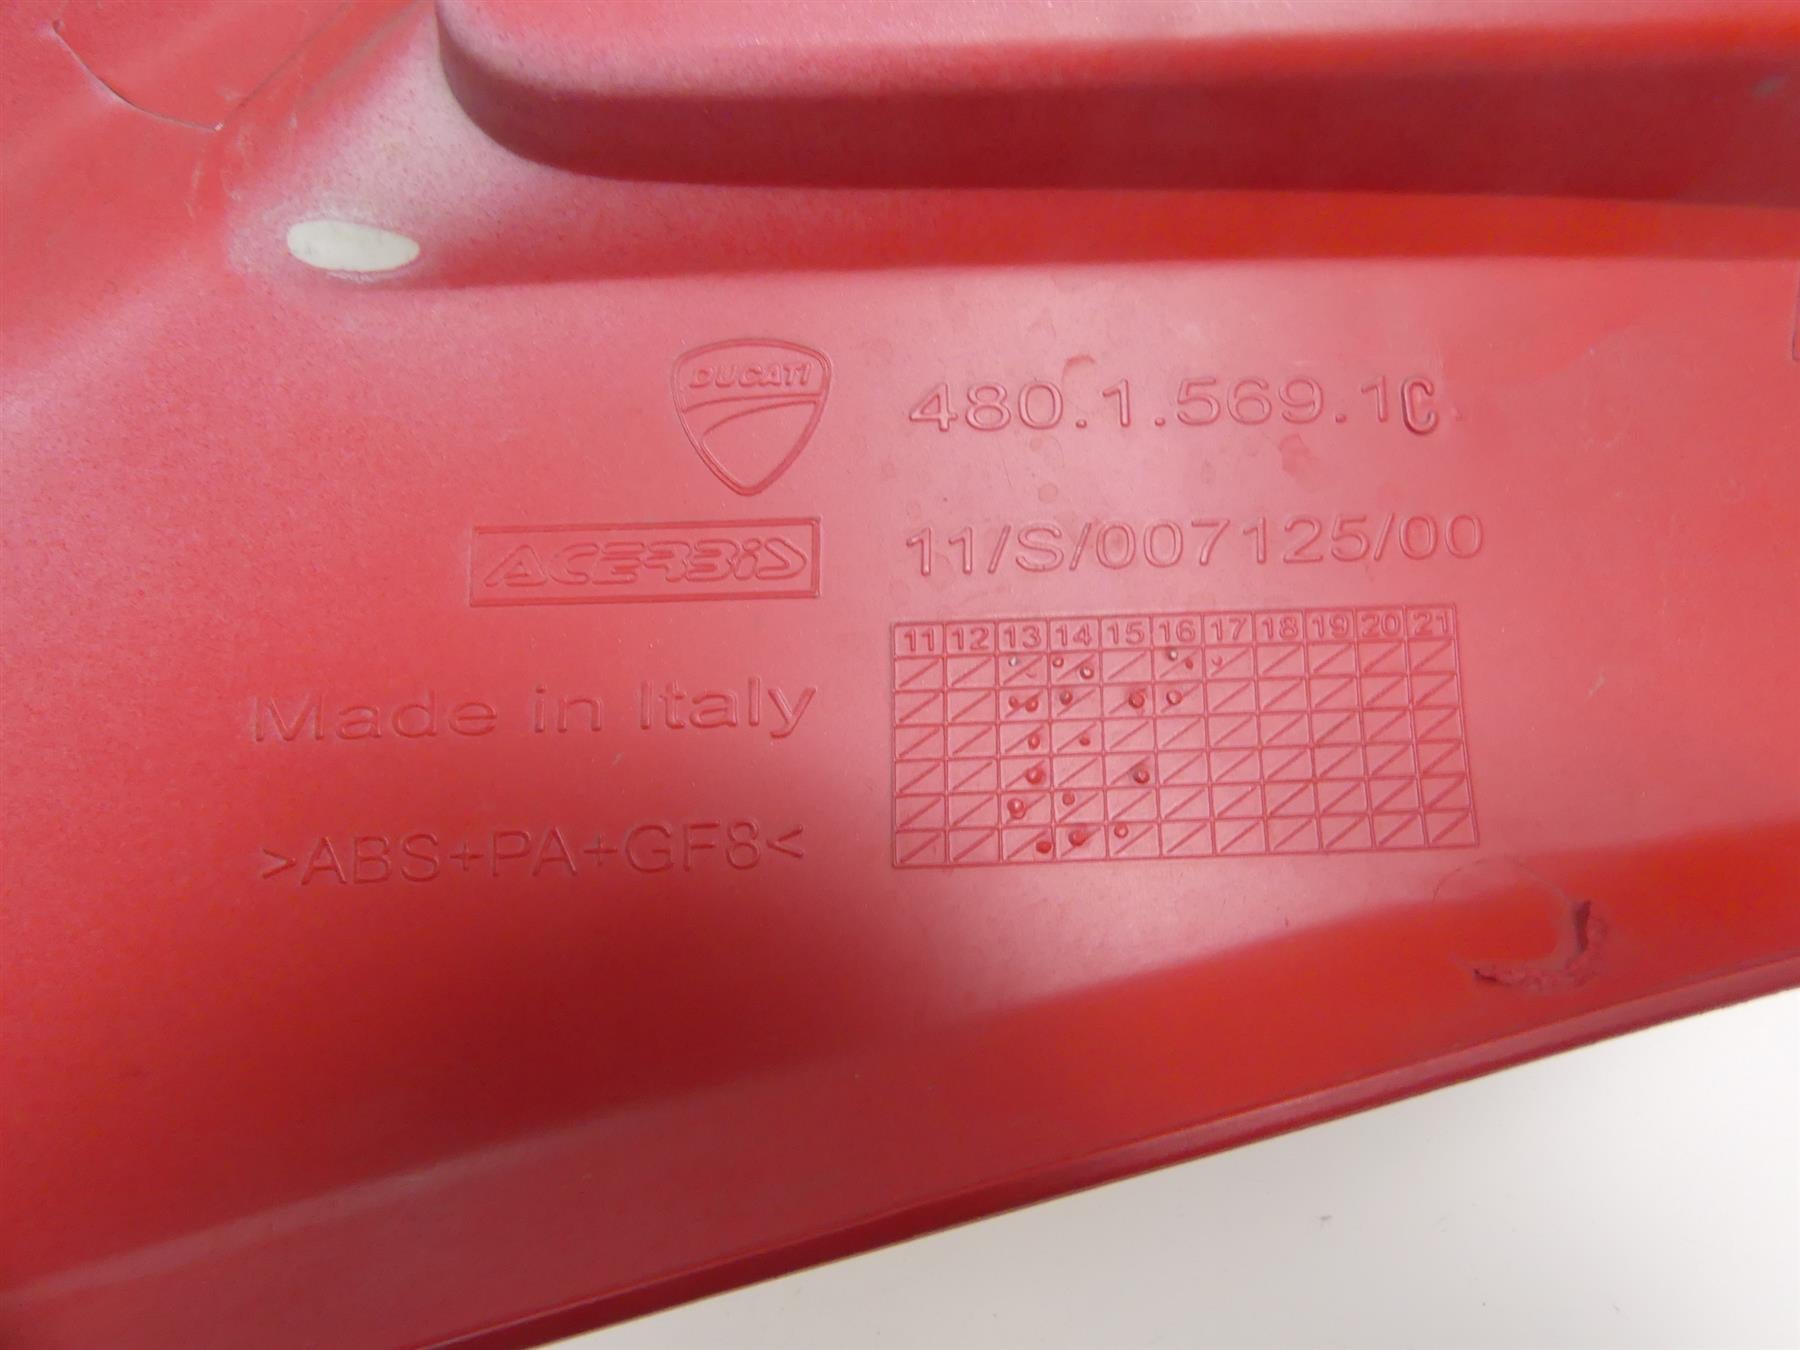 DUCATI
480.1.569.1C
ACERBIS
11/S/007125/00
11 12 13 14 15 16 17 18 19 20 21
Made in Italy
>ABS+PA+GF8<